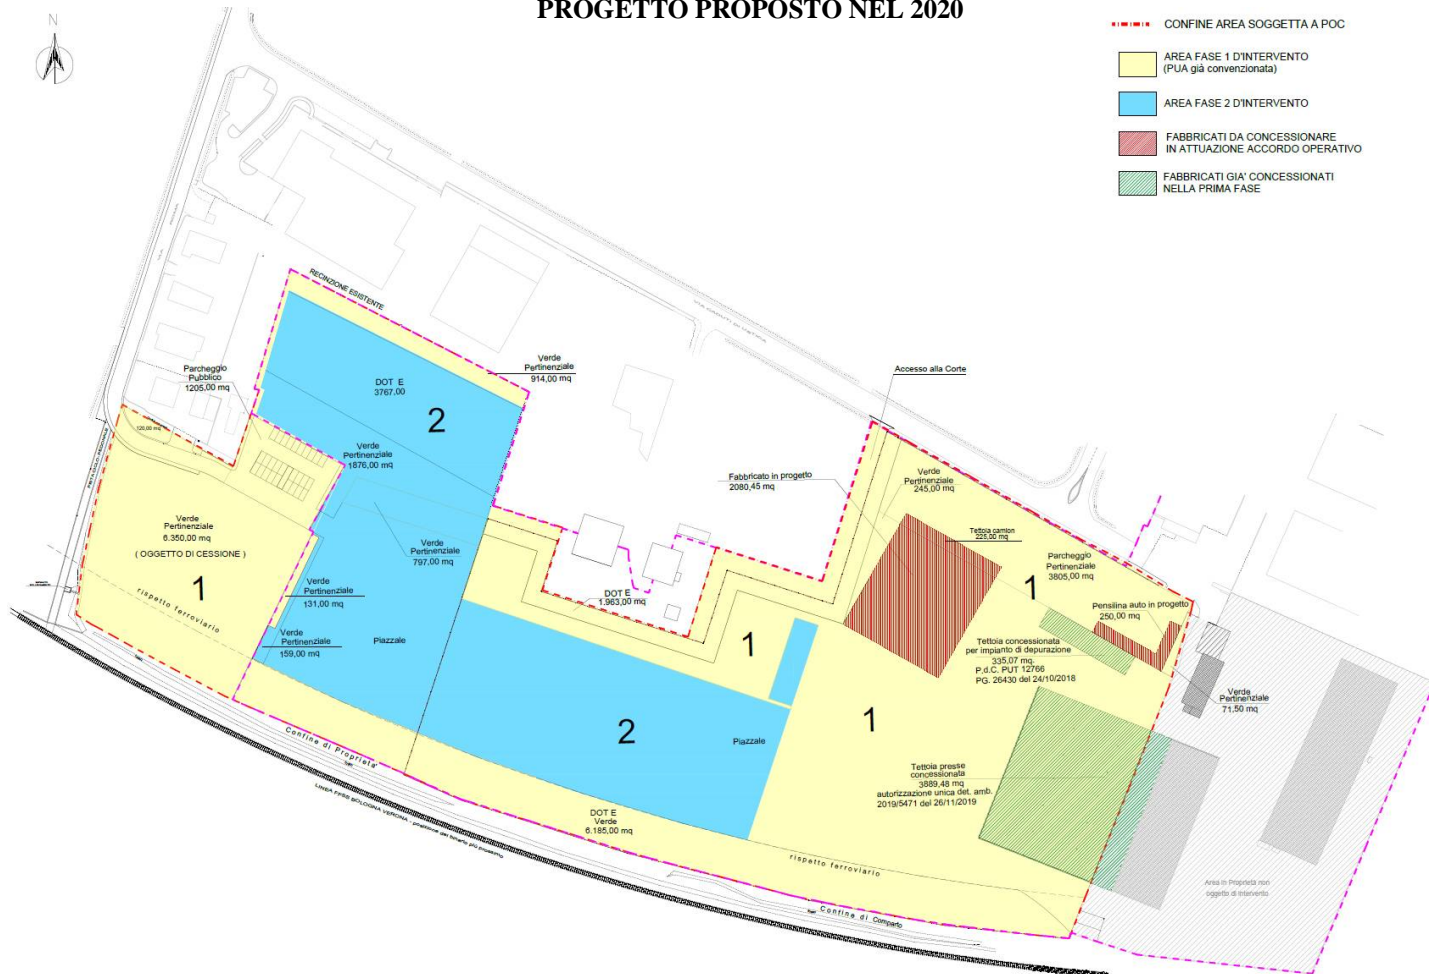 PROGETTO PROPOSTO NEL 2020
N
CONFINE AREA SOGGETTA A POC
AREA FASE 1 D'INTERVENTO
(PUA già convenzionata)
AREA FASE 2 D'INTERVENTO
FABBRICATI DA CONCESSIONARE
IN ATTUAZIONE ACCORDO OPERATIVO
FABBRICATI GIA' CONCESSIONATI
NELLA PRIMA FASE
RECINZIONE ESISTENTE
Verde
Pertinenziale
914,00 mq
Parcheggio
Pubblico
1205,00 mq
DOT E
3767,00
2
Accesso alla Corte
Verde
Pertinenziale
1876,00 mq
Fabbricato in progetto
2080,45 mq
Verde
Pertinenziale
245,00 mq
Verde
Pertinenziale
6.350,00 mq
( OGGETTO DI CESSIONE )
1
rispetto ferroviario
Verde
Pertinenziale
797,00 mq
Tettoia camion
225,00 mq
Parcheggio
Pertinenziale
3805,00 mq
1
Verde
Pertinenziale
131,00 mq
DOT E
1.963,00 mq
Pensilina auto in progetto
250,00 mq
Verde
Pertinenziale
159,00 mq
Piazzale
1
Tettoia concessionata
per impianto di depurazione
335,07 mq.
P.d.C. PUT 12766
PG. 26430 del 24/10/2018
Verde
Pertinenziale
71,50 mq
1
2
Piazzale
Confine di Proprieta'
Tettoia presse
concessionata
3889,48 mq
autorizzazione unica det. amb.
2019/5471 del 26/11/2019
DOT E
Verde
6.185,00 mq
rispetto ferroviario
Area in Proprietà non
oggetto di intervento
Confine di Comparto